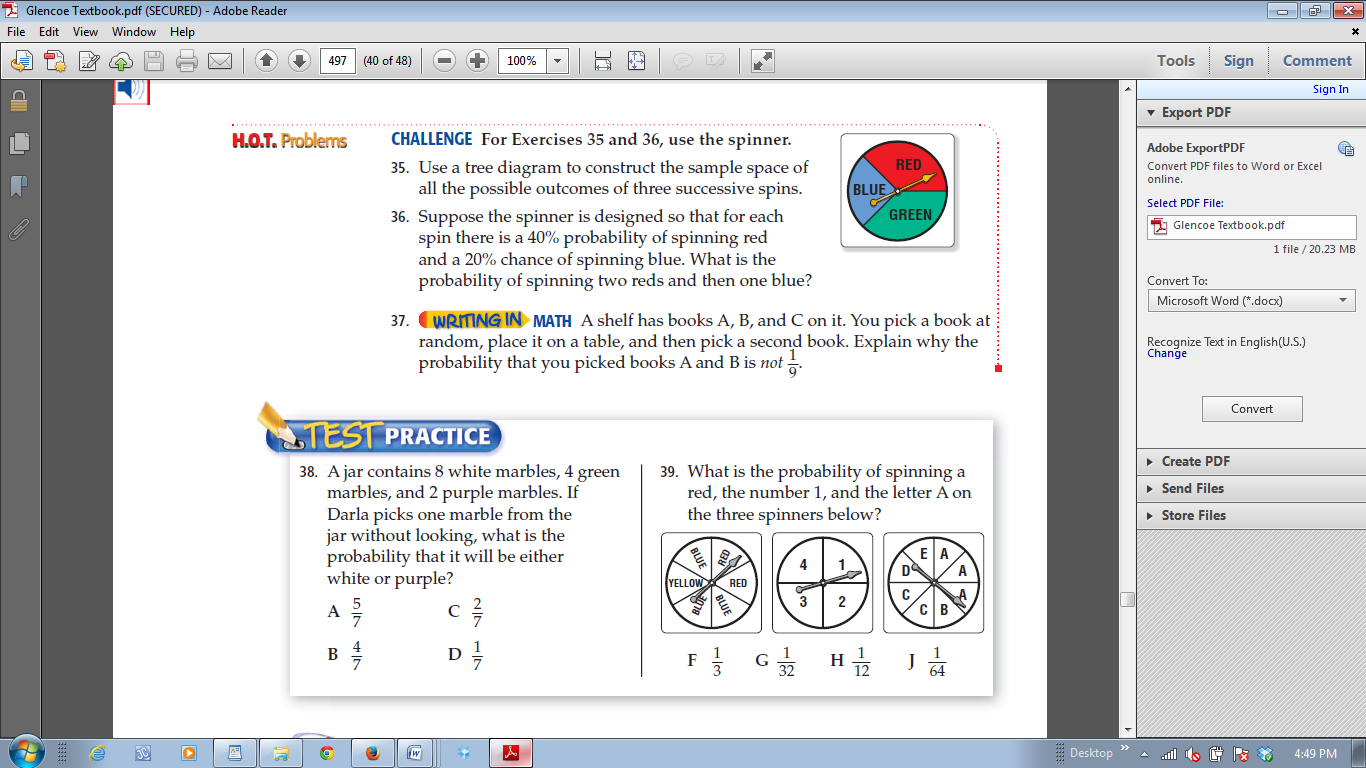 Glencoe Textbook.pdf (SECURED) - Adobe Reader
File Edit View Window Help
497 (40 of 48) 100% Tools Sign Comment
Sign In
Export PDF
Adobe ExportPDF
Convert PDF files to Word or Excel
online.
Select PDF File:
Glencoe Textbook.pdf
1 file / 20.23 MB
Convert To:
Microsoft Word (*.docx)
Recognize Text in English(U.S.)
Change
Convert
Create PDF
Send Files
Store Files
H.O.T. Problems
CHALLENGE For Exercises 35 and 36, use the spinner.
35. Use a tree diagram to construct the sample space of
all the possible outcomes of three successive spins.
36. Suppose the spinner is designed so that for each
spin there is a 40% probability of spinning red
and a 20% chance of spinning blue. What is the
probability of spinning two reds and then one blue?
RED
BLUE
GREEN
37. WRITING IN MATH A shelf has books A, B, and C on it. You pick a book at
random, place it on a table, and then pick a second book. Explain why the
probability that you picked books A and B is not 1/9.
TEST PRACTICE
38. A jar contains 8 white marbles, 4 green
marbles, and 2 purple marbles. If
Darla picks one marble from the
jar without looking, what is the
probability that it will be either
white or purple?
A 5/7 C 2/7
B 4/7 D 1/7
39. What is the probability of spinning a
red, the number 1, and the letter A on
the three spinners below?
BLUE RED
YELLOW RED
BLUE BLUE
4 1
3 2
E A
D A
C A
C B
F 1/3 G 1/32 H 1/12 J 1/64
Desktop 4:49 PM